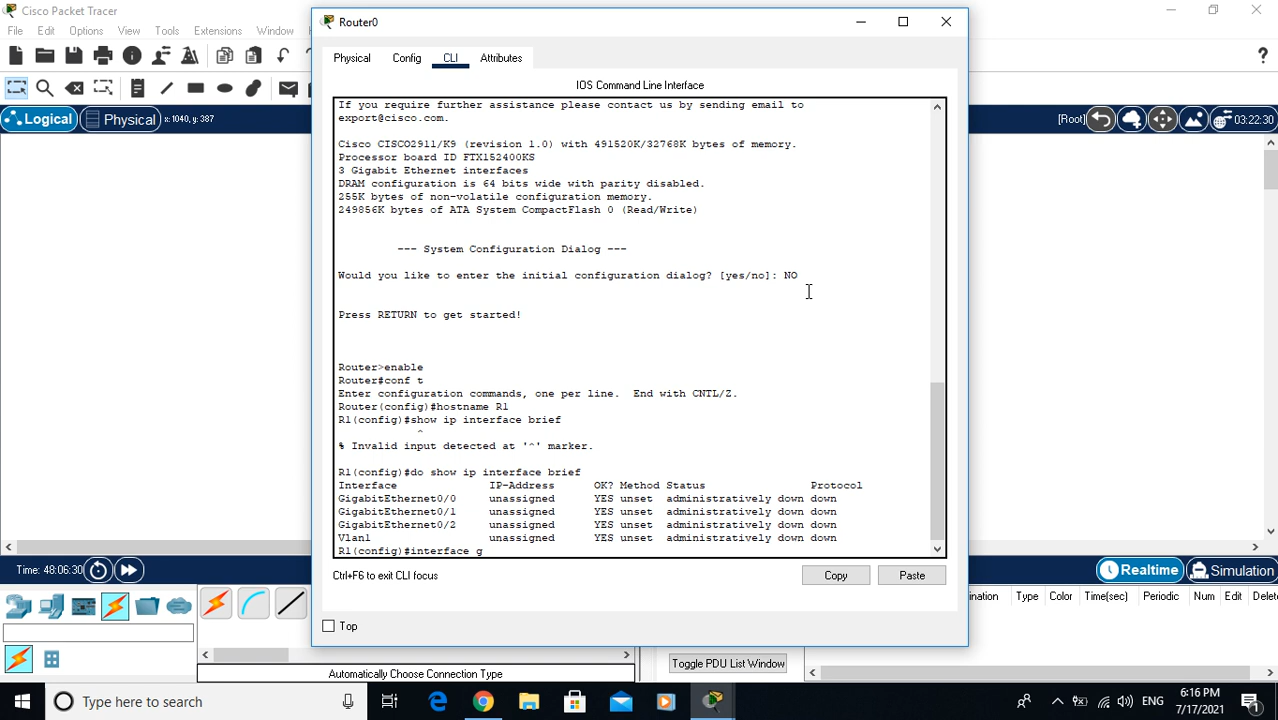 Cisco Packet Tracer
File Edit Options View Tools Extensions Window
Logical Physical x: 1040, y: 387
[Root] 03:22:30
Router0
Physical Config CLI Attributes
IOS Command Line Interface
If you require further assistance please contact us by sending email to
export@cisco.com.
Cisco CISCO2911/K9 (revision 1.0) with 491520K/32768K bytes of memory.
Processor board ID FTX152400KS
3 Gigabit Ethernet interfaces
DRAM configuration is 64 bits wide with parity disabled.
255K bytes of non-volatile configuration memory.
249856K bytes of ATA System CompactFlash 0 (Read/Write)
--- System Configuration Dialog ---
Would you like to enter the initial configuration dialog? [yes/no]: NO
Press RETURN to get started!
Router>enable
Router#conf t
Enter configuration commands, one per line.  End with CNTL/Z.
Router(config)#hostname R1
R1(config)#show ip interface brief
^
% Invalid input detected at '^' marker.
R1(config)#do show ip interface brief
Interface IP-Address OK? Method Status Protocol
GigabitEthernet0/0 unassigned YES unset administratively down down
GigabitEthernet0/1 unassigned YES unset administratively down down
GigabitEthernet0/2 unassigned YES unset administratively down down
Vlan1 unassigned YES unset administratively down down
R1(config)#interface g
Ctrl+F6 to exit CLI focus
Copy Paste
Top
Time: 48:06:30
Realtime Simulation
ination Type Color Time(sec) Periodic Num Edit Delete
Automatically Choose Connection Type
Toggle PDU List Window
Type here to search
ENG
6:16 PM
7/17/2021
1